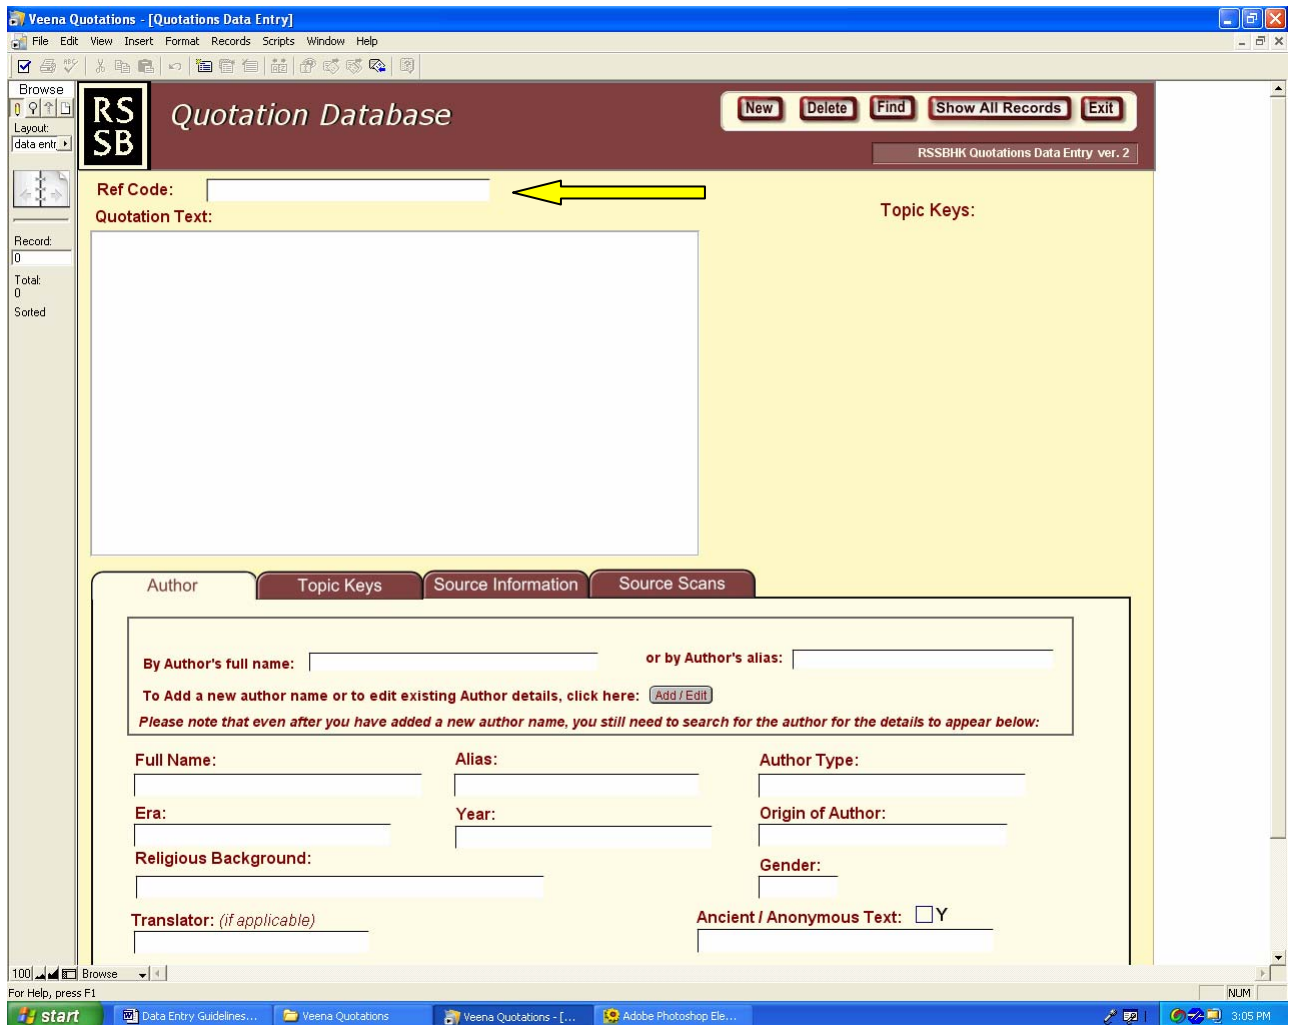 Veena Quotations - [Quotations Data Entry]
File Edit View Insert Format Records Scripts Window Help
Browse
Layout:
data entr
Record:
0
Total:
0
Sorted
RS
SB
Quotation Database
New Delete Find Show All Records Exit
RSSBHK Quotations Data Entry ver. 2
Ref Code:
Quotation Text:
Topic Keys:
Author Topic Keys Source Information Source Scans
By Author's full name: or by Author's alias:
To Add a new author name or to edit existing Author details, click here: Add / Edit
Please note that even after you have added a new author name, you still need to search for the author for the details to appear below:
Full Name: Alias: Author Type:
Era: Year: Origin of Author:
Religious Background: Gender:
Translator: (if applicable) Ancient / Anonymous Text: Y
100 Browse
For Help, press F1 NUM
start Data Entry Guidelines... Veena Quotations Veena Quotations - [... Adobe Photoshop Ele... 3:05 PM